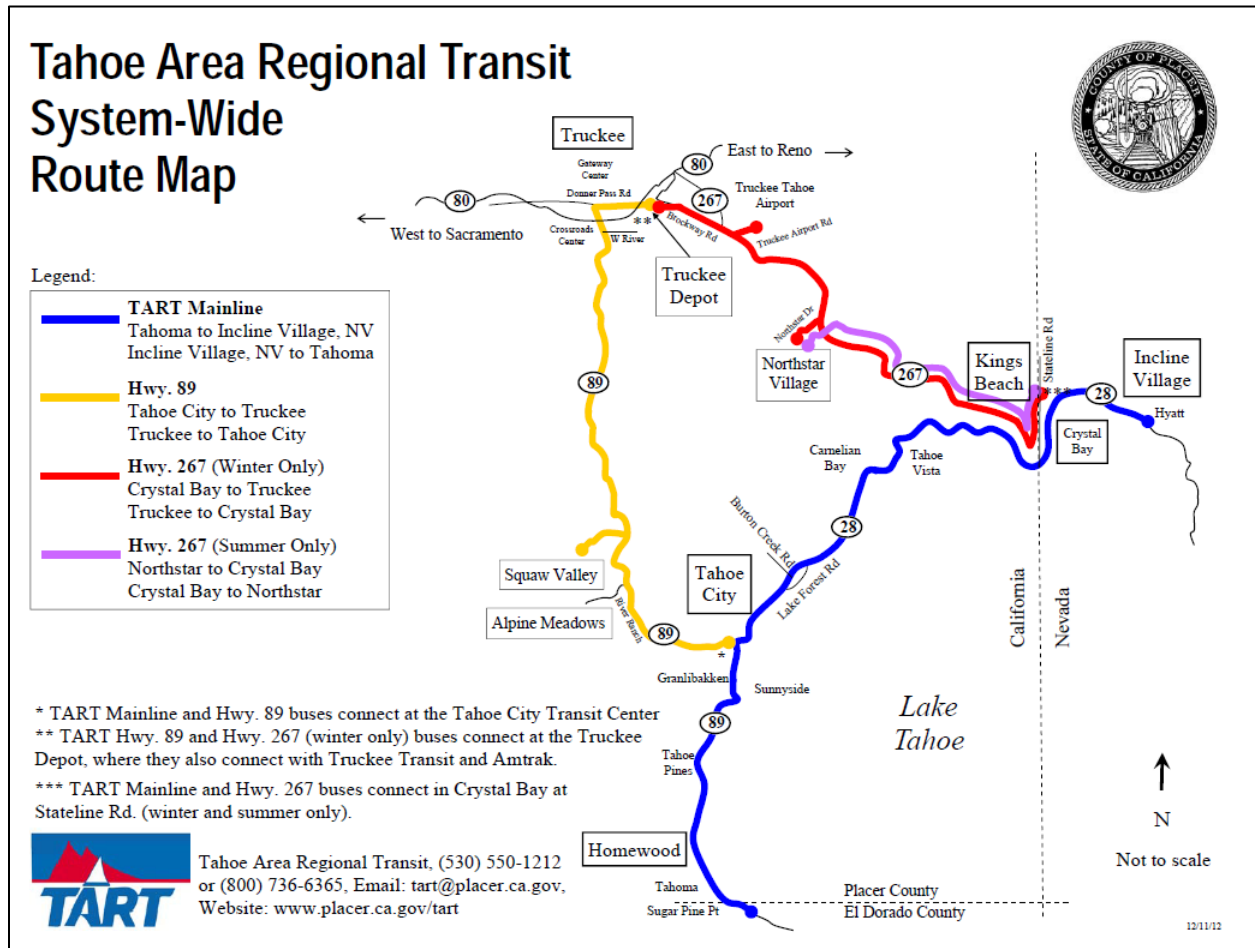 Tahoe Area Regional Transit
System-Wide
Route Map
COUNTY OF PLACER
STATE OF CALIFORNIA
Truckee
Gateway
Center
Donner Pass Rd
80
East to Reno
80
West to Sacramento
Crossroads
Center
W River
**
267
Brockway Rd
Truckee Tahoe
Airport
Truckee Airport Rd
Truckee
Depot
Legend:
TART Mainline
Tahoma to Incline Village, NV
Incline Village, NV to Tahoma
Hwy. 89
Tahoe City to Truckee
Truckee to Tahoe City
Hwy. 267 (Winter Only)
Crystal Bay to Truckee
Truckee to Crystal Bay
Hwy. 267 (Summer Only)
Northstar to Crystal Bay
Crystal Bay to Northstar
89
Northstar Dr
Northstar
Village
267
Kings
Beach
Stateline Rd
***
Incline
Village
28
Hyatt
Crystal
Bay
Carnelian
Bay
Tahoe
Vista
28
Burton Creek Rd
Lake Forest Rd
Squaw Valley
Alpine Meadows
River Ranch
89
Tahoe
City
*
Granlibakken
Sunnyside
89
Tahoe
Pines
Homewood
Tahoma
Sugar Pine Pt
California
Nevada
Lake
Tahoe
N
Not to scale
Placer County
El Dorado County
* TART Mainline and Hwy. 89 buses connect at the Tahoe City Transit Center
** TART Hwy. 89 and Hwy. 267 (winter only) buses connect at the Truckee
Depot, where they also connect with Truckee Transit and Amtrak.
*** TART Mainline and Hwy. 267 buses connect in Crystal Bay at
Stateline Rd. (winter and summer only).
TART
Tahoe Area Regional Transit, (530) 550-1212
or (800) 736-6365, Email: tart@placer.ca.gov,
Website: www.placer.ca.gov/tart
12/11/12